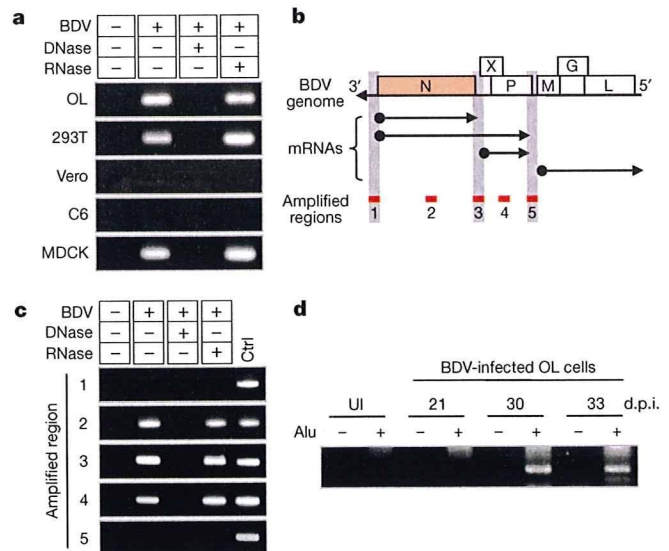 a
BDV – + + +
DNase – – + –
RNase – – – +
OL
293T
Vero
C6
MDCK
b
X G
BDV genome 3′ N P M L 5′
mRNAs
Amplified regions
1 2 3 4 5
c
BDV – + + +
DNase – – + –
RNase – – – + Ctrl
Amplified region
1
2
3
4
5
d
BDV-infected OL cells
UI 21 30 33 d.p.i.
Alu – + – + – + – +